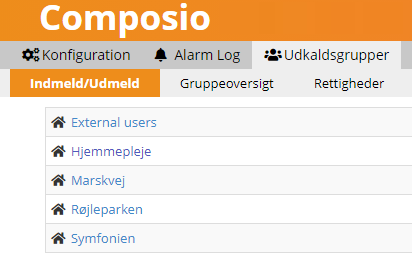 Composio
Konfiguration Alarm Log Udkaldsgrupper
Indmeld/Udmeld Gruppeoversigt Rettigheder
External users
Hjemmepleje
Marskvej
Røjleparken
Symfonien